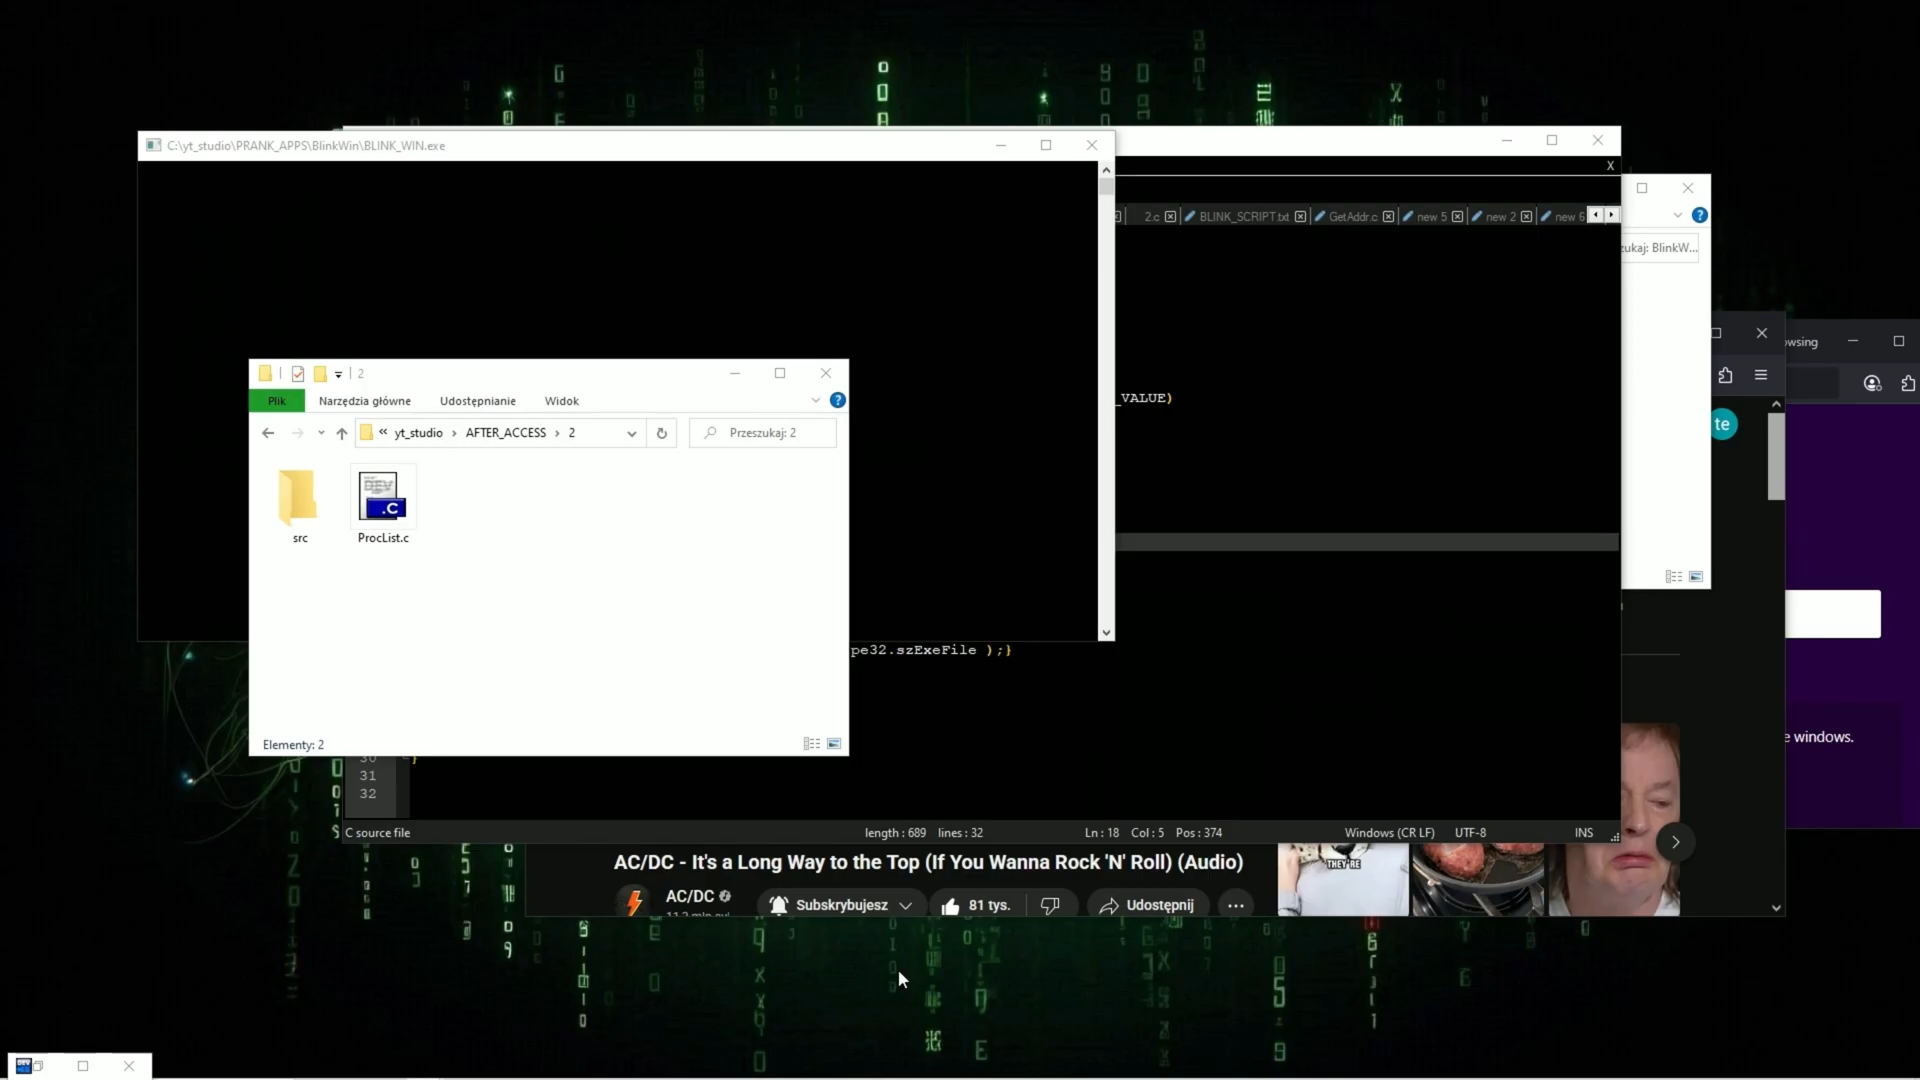 C:\yt_studio\PRANK_APPS\BlinkWin\BLINK_WIN.exe
X
2.c
BLINK_SCRIPT.txt
GetAddr.c
new 5
new 2
new 6
zukaj: BlinkW...
wsing
_VALUE)
te
2
Plik
Narzędzia główne
Udostępnianie
Widok
« yt_studio › AFTER_ACCESS › 2
Przeszukaj: 2
DEV
.C
src
ProcList.c
pe32.szExeFile );}
Elementy: 2
e windows.
30 }
31
32
C source file
length : 689 lines : 32
Ln : 18 Col : 5 Pos : 374
Windows (CR LF)
UTF-8
INS
AC/DC - It's a Long Way to the Top (If You Wanna Rock 'N' Roll) (Audio)
THEY'RE
AC/DC
Subskrybujesz
81 tys.
Udostępnij